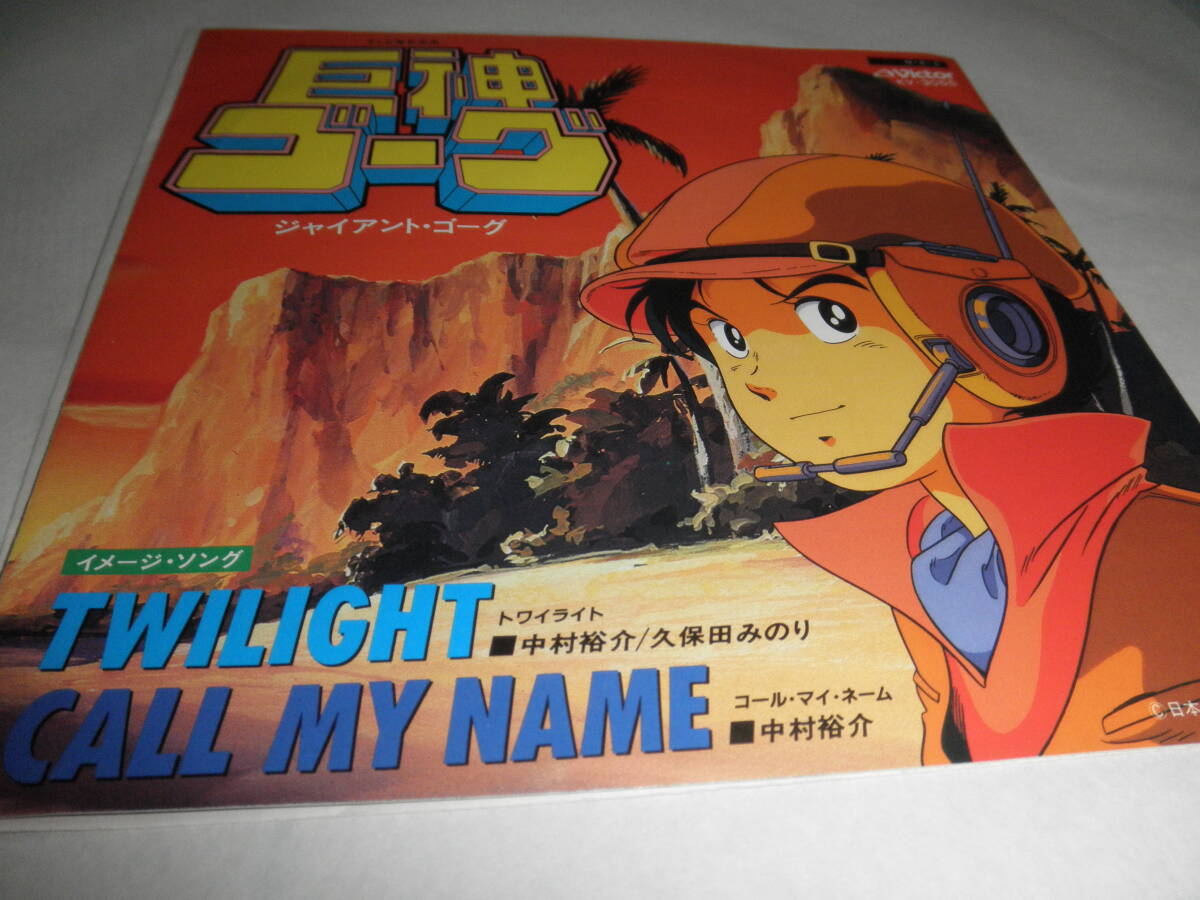 巨神
ゴーグ
ジャイアント・ゴーグ
Victor
イメージ・ソング
TWILIGHT
トワイライト
■中村裕介/久保田みのり
CALL MY NAME
コール・マイ・ネーム
■中村裕介
©日本